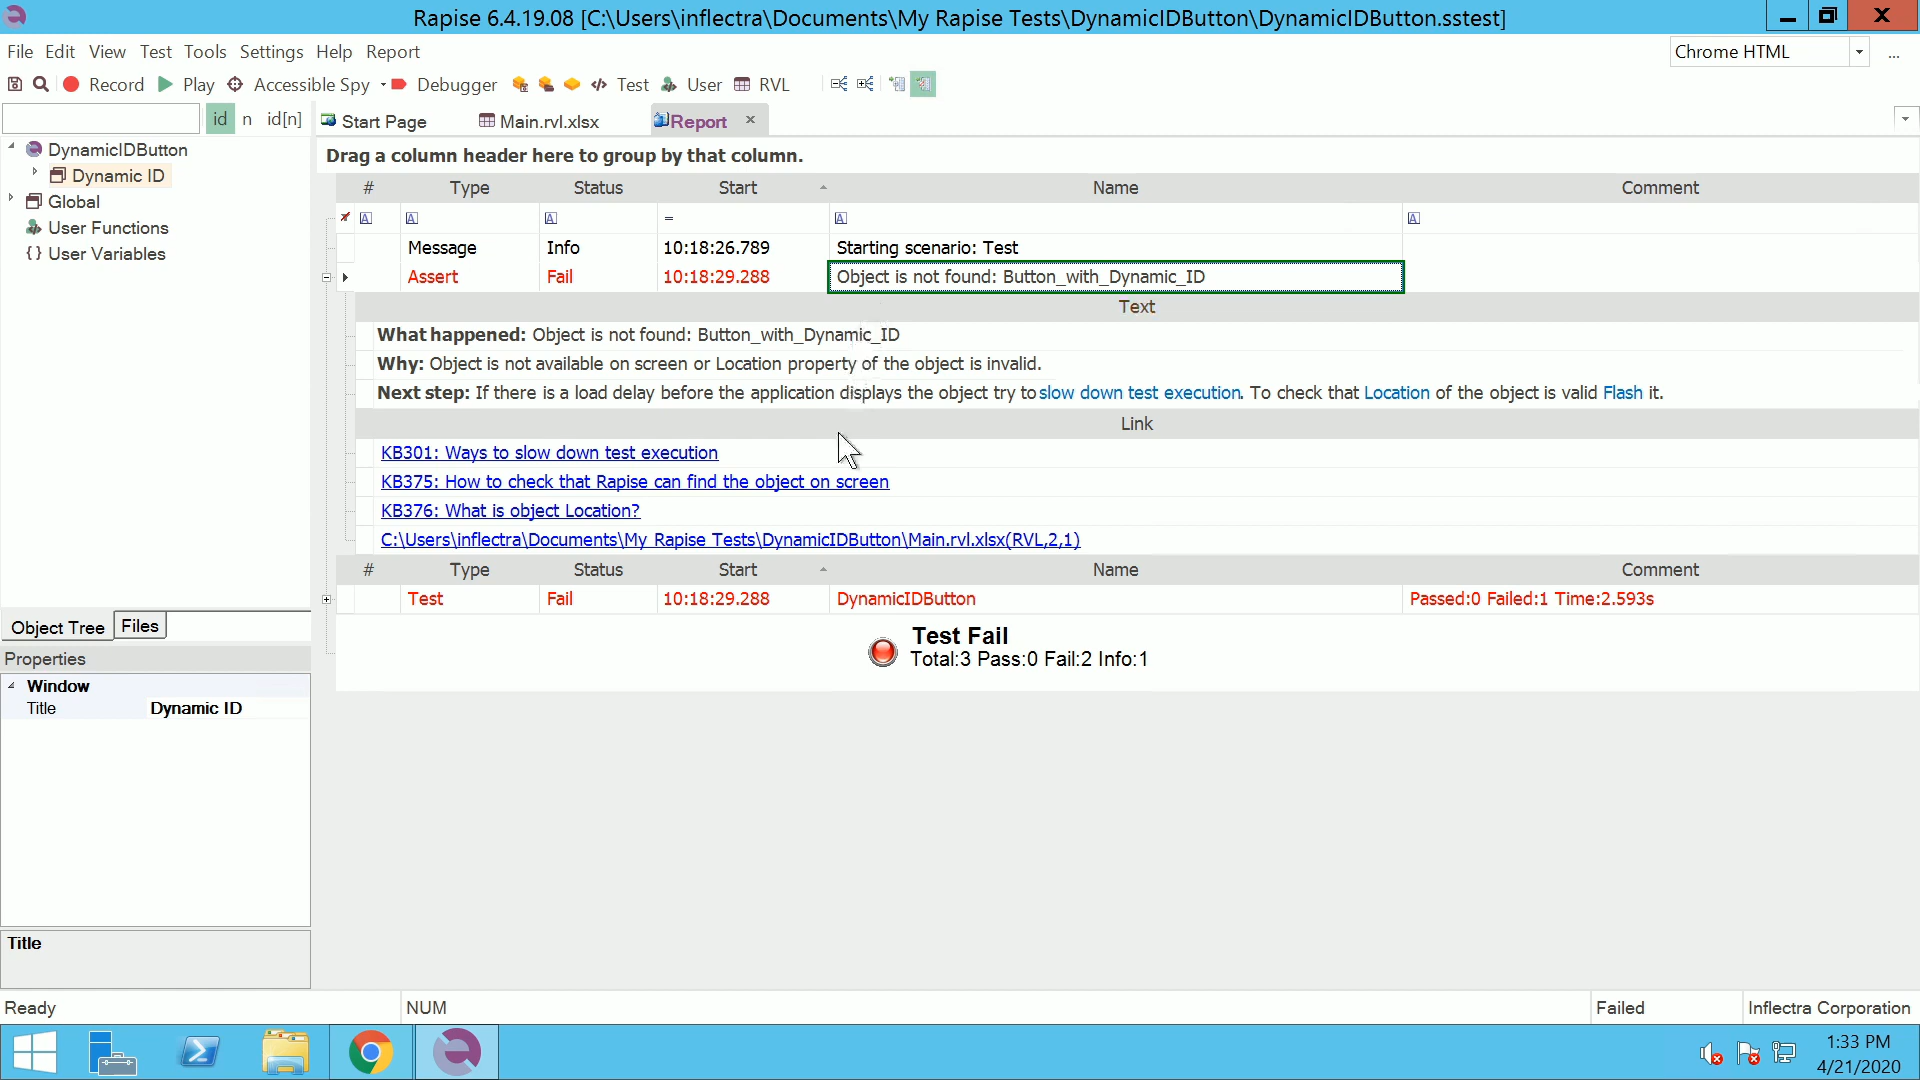 Rapise 6.4.19.08 [C:\Users\inflectra\Documents\My Rapise Tests\DynamicIDButton\DynamicIDButton.sstest]
File Edit View Test Tools Settings Help Report
Chrome HTML ...
Record Play Accessible Spy Debugger Test User RVL
id n id[n]
Start Page Main.rvl.xlsx Report
DynamicIDButton
Dynamic ID
Global
User Functions
User Variables
Drag a column header here to group by that column.
# Type Status Start Name Comment
A A A = A A
Message Info 10:18:26.789 Starting scenario: Test
Assert Fail 10:18:29.288 Object is not found: Button_with_Dynamic_ID
Text
What happened: Object is not found: Button_with_Dynamic_ID
Why: Object is not available on screen or Location property of the object is invalid.
Next step: If there is a load delay before the application displays the object try to slow down test execution. To check that Location of the object is valid Flash it.
Link
KB301: Ways to slow down test execution
KB375: How to check that Rapise can find the object on screen
KB376: What is object Location?
C:\Users\inflectra\Documents\My Rapise Tests\DynamicIDButton\Main.rvl.xlsx(RVL,2,1)
# Type Status Start Name Comment
Test Fail 10:18:29.288 DynamicIDButton Passed:0 Failed:1 Time:2.593s
Test Fail
Total:3 Pass:0 Fail:2 Info:1
Object Tree Files
Properties
Window
Title Dynamic ID
Title
Ready NUM Failed Inflectra Corporation
1:33 PM
4/21/2020